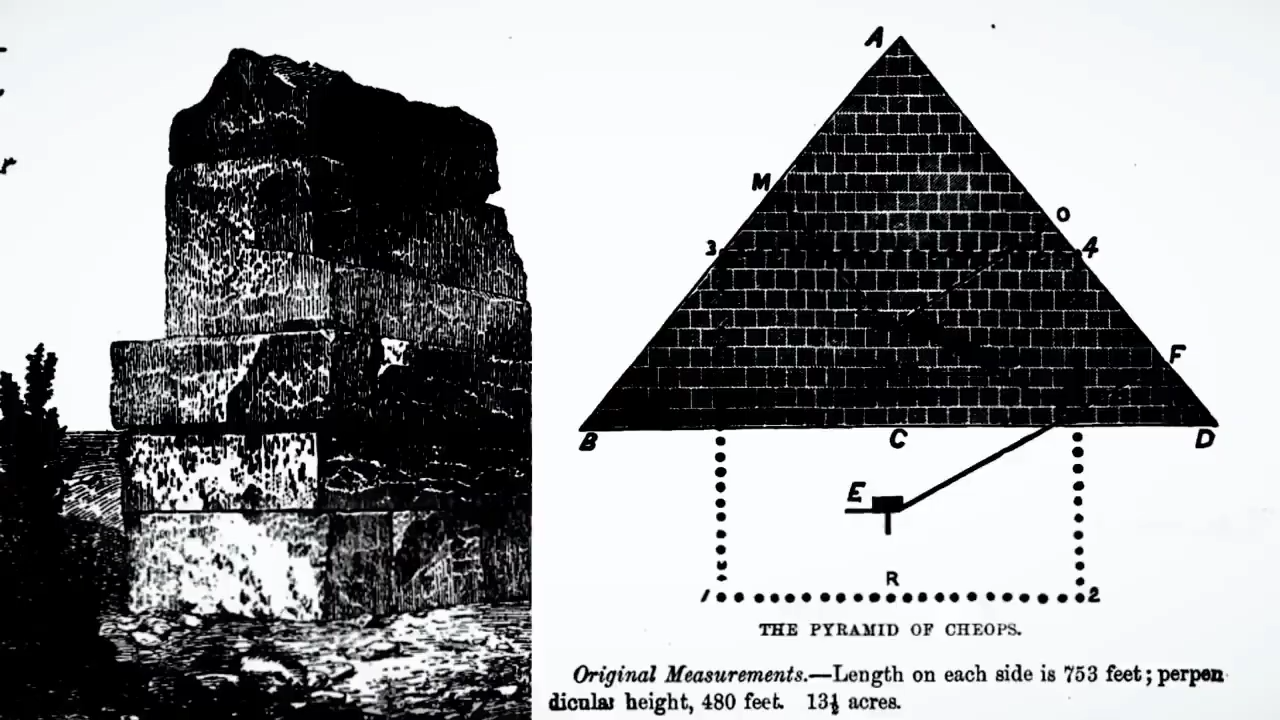 A
M
O
3
4
F
B
C
D
E
R
1
2
THE PYRAMID OF CHEOPS.
Original Measurements.—Length on each side is 753 feet; perpen
dicular height, 480 feet. 13½ acres.